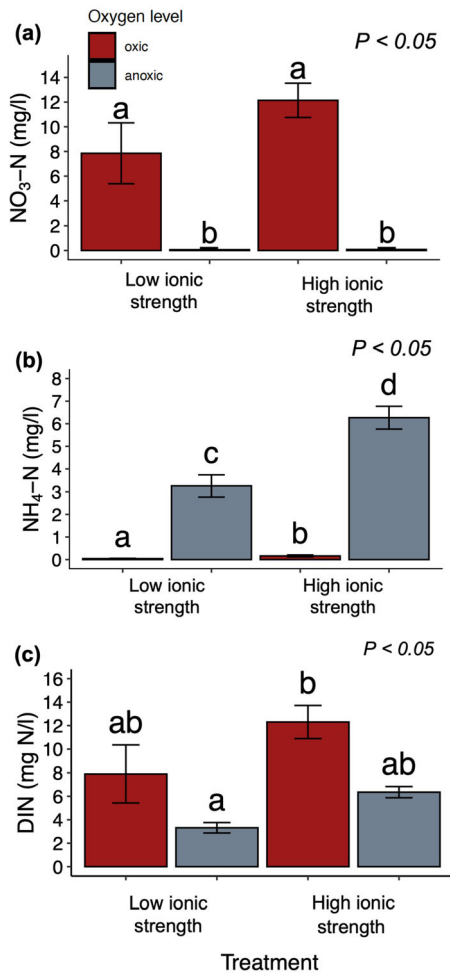 (a)
Oxygen level
oxic
anoxic
P < 0.05
NO₃–N (mg/l)
14
12
10
8
6
4
2
0
a
b
a
b
Low ionic
strength
High ionic
strength
(b)
P < 0.05
NH₄–N (mg/l)
8
7
6
5
4
3
2
1
0
a
c
b
d
Low ionic
strength
High ionic
strength
(c)
P < 0.05
DIN (mg N/l)
16
14
12
10
8
6
4
2
0
ab
a
b
ab
Low ionic
strength
High ionic
strength
Treatment